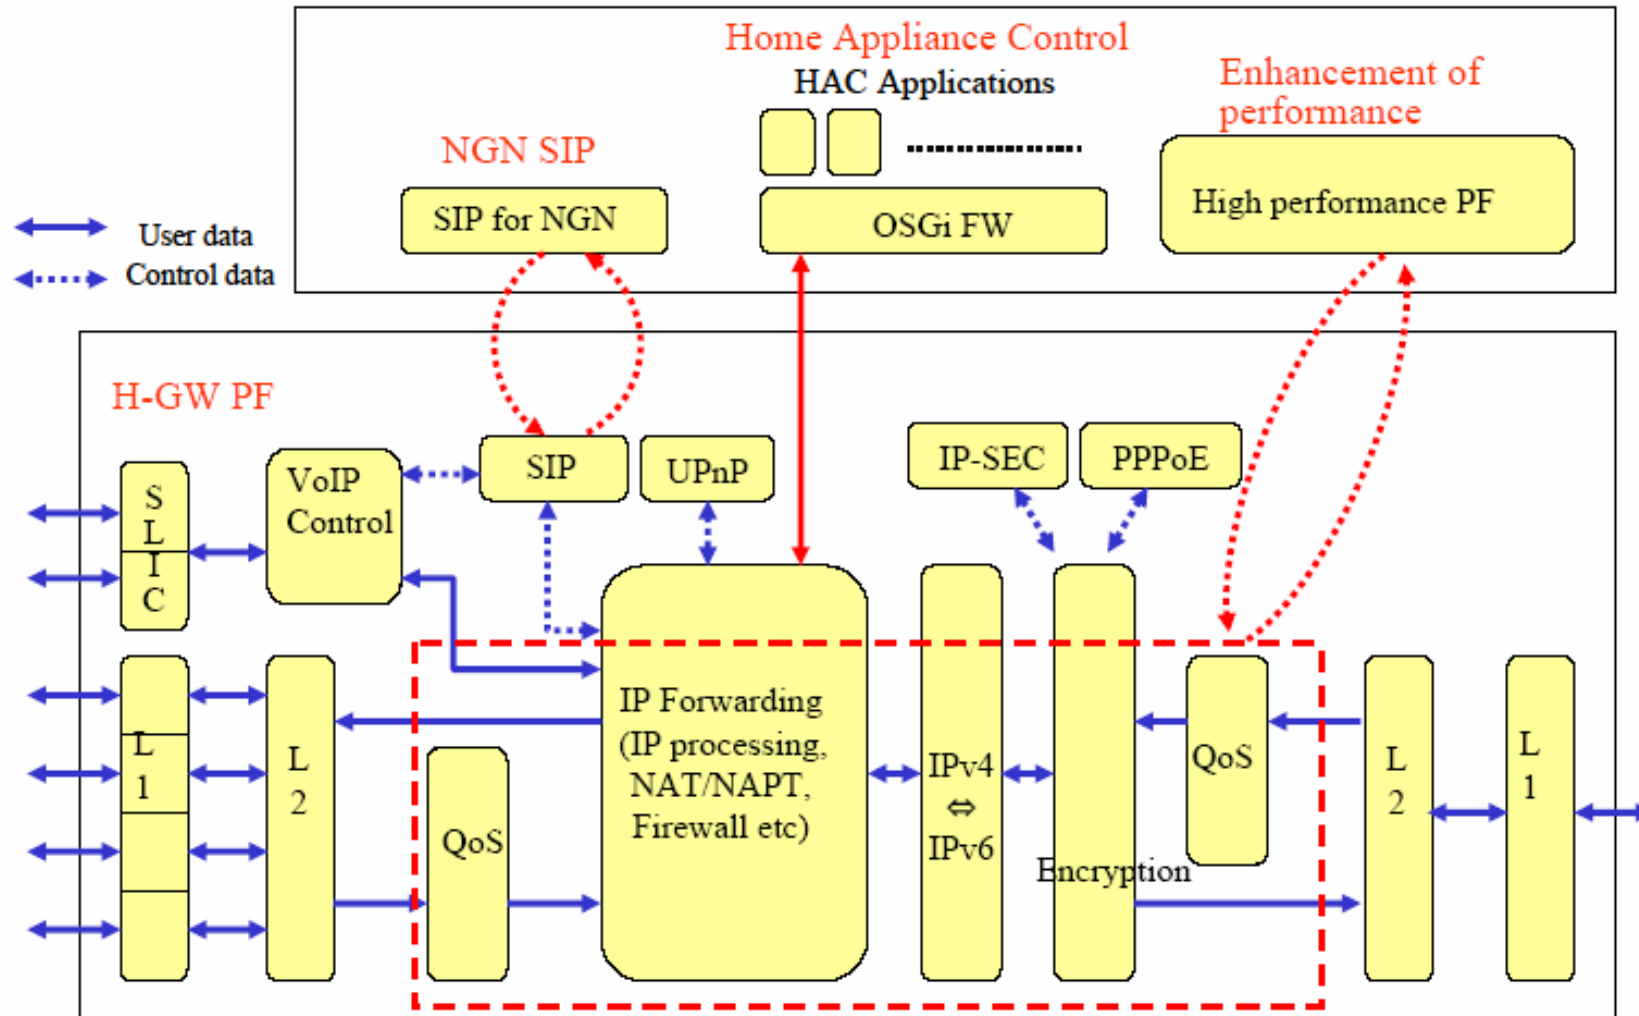 Home Appliance Control
HAC Applications
Enhancement of
performance
NGN SIP
SIP for NGN
OSGi FW
High performance PF
User data
Control data
H-GW PF
S
L
I
C
VoIP
Control
SIP
UPnP
IP-SEC
PPPoE
L
1
L
2
QoS
IP Forwarding
(IP processing,
NAT/NAPT,
Firewall etc)
IPv4
⇔
IPv6
Encryption
QoS
L
2
L
1